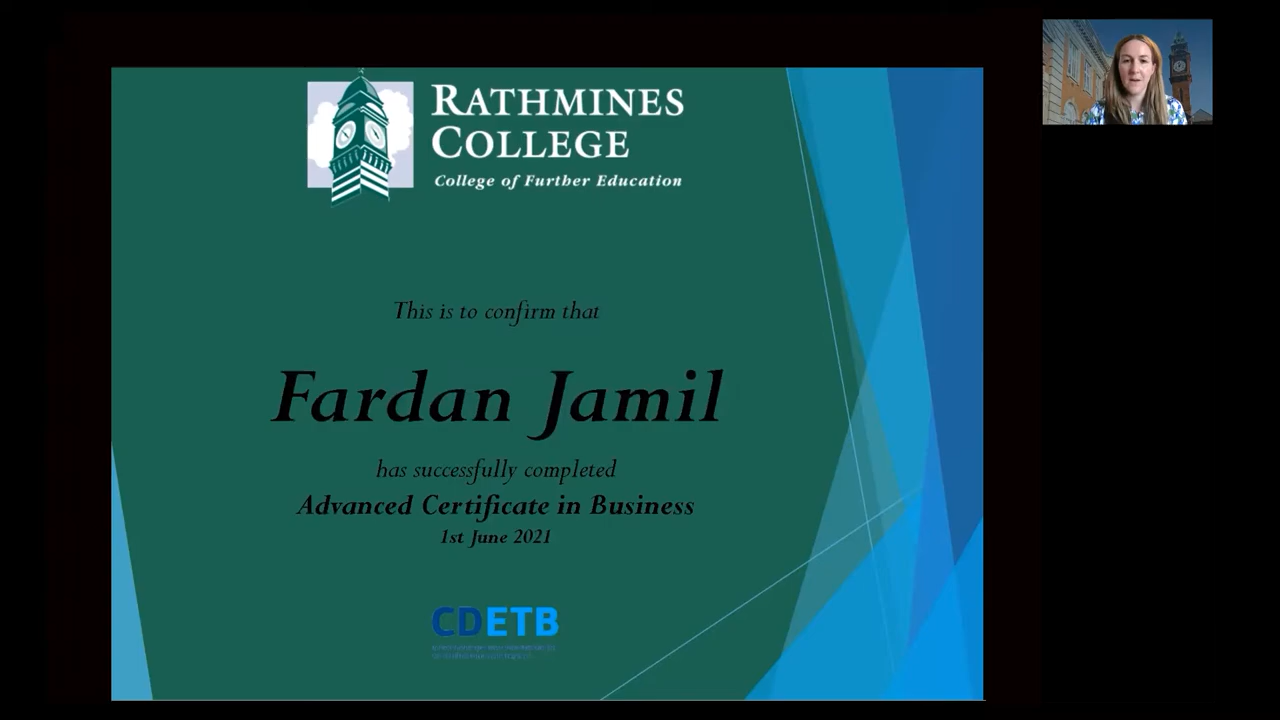 RATHMINES
COLLEGE
College of Further Education
This is to confirm that
Fardan Jamil
has successfully completed
Advanced Certificate in Business
1st June 2021
CDETB